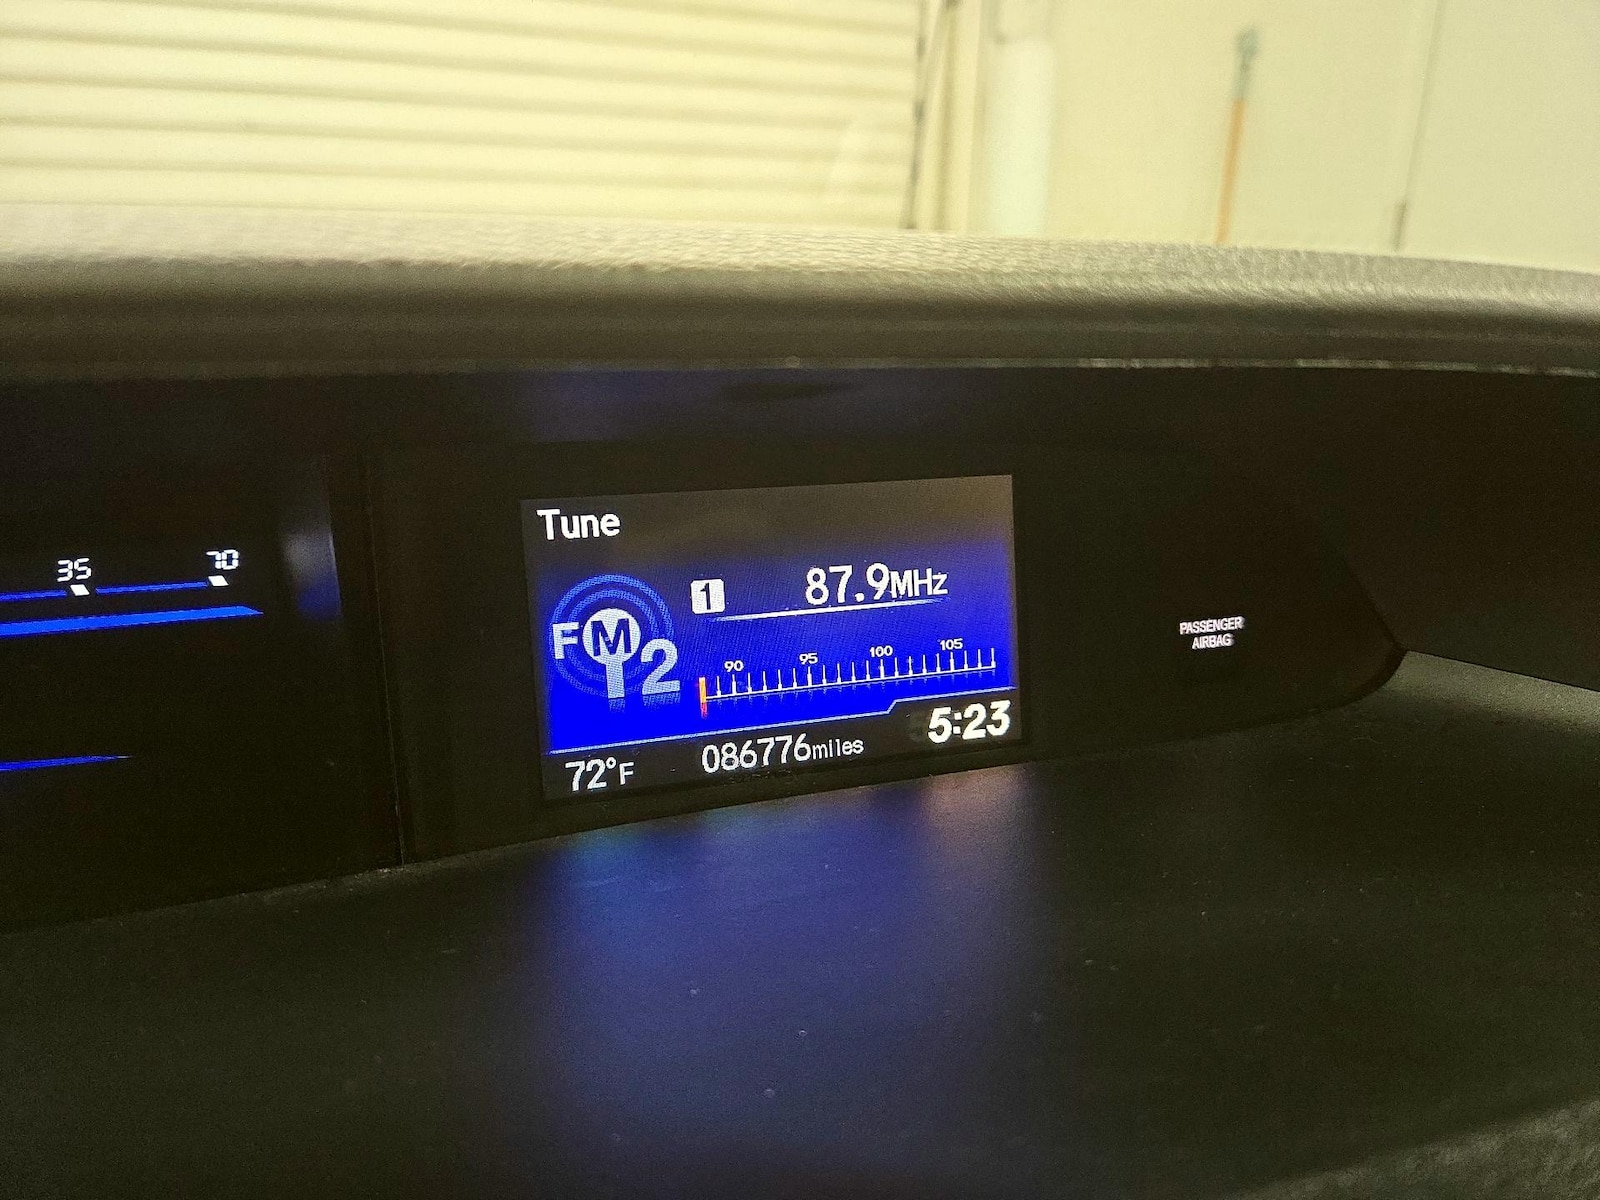 35 70
Tune
1 87.9MHz
FM2
90 95 100 105
5:23
72°F 086776miles
PASSENGER
AIRBAG